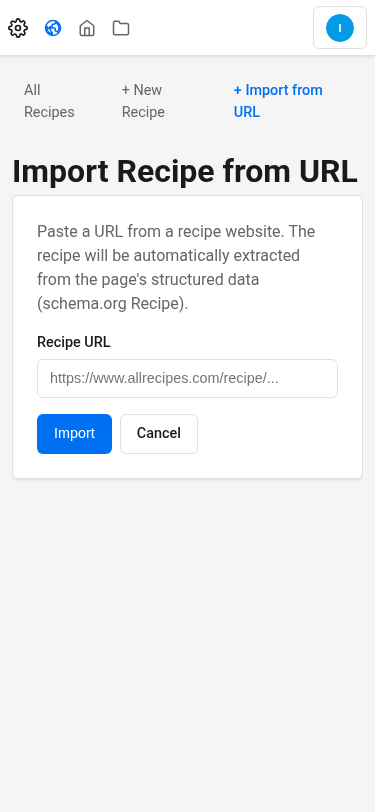 I
All
Recipes
+ New
Recipe
+ Import from
URL
Import Recipe from URL
Paste a URL from a recipe website. The
recipe will be automatically extracted
from the page's structured data
(schema.org Recipe).
Recipe URL
https://www.allrecipes.com/recipe/...
Import
Cancel